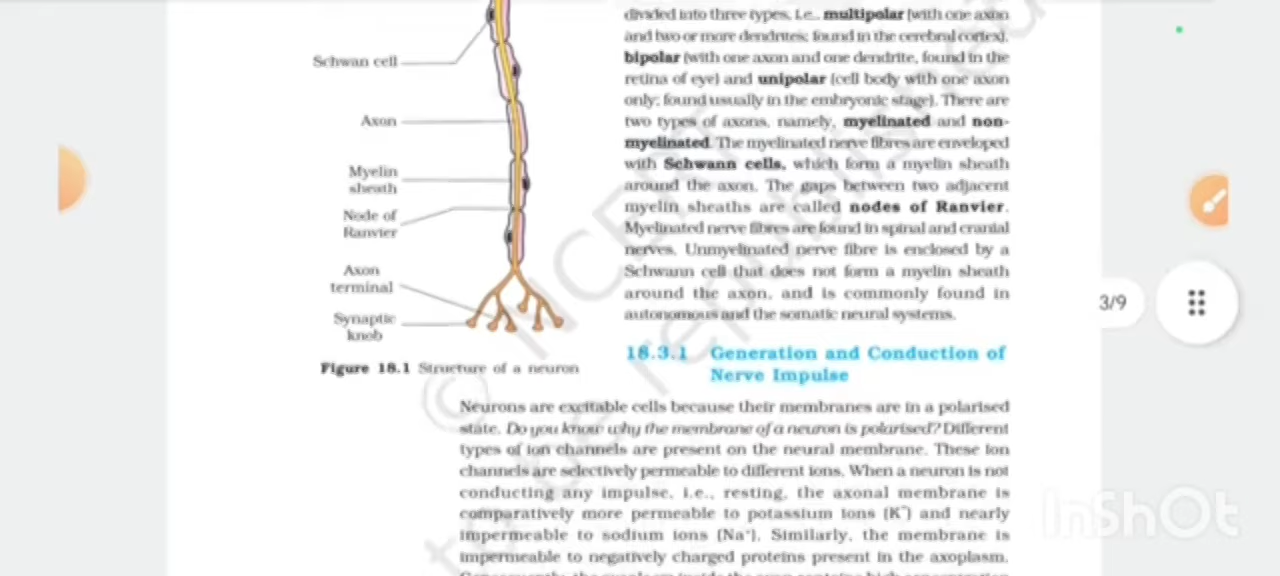 divided into three types, i.e., multipolar (with one axon
and two or more dendrites; found in the cerebral cortex),
bipolar (with one axon and one dendrite, found in the
retina of eye) and unipolar (cell body with one axon
only; found usually in the embryonic stage). There are
two types of axons, namely, myelinated and non-
myelinated. The myelinated nerve fibres are enveloped
with Schwann cells, which form a myelin sheath
around the axon. The gaps between two adjacent
myelin sheaths are called nodes of Ranvier.
Myelinated nerve fibres are found in spinal and cranial
nerves. Unmyelinated nerve fibre is enclosed by a
Schwann cell that does not form a myelin sheath
around the axon, and is commonly found in
autonomous and the somatic neural systems.
Schwan cell
Axon
Myelin
sheath
Node of
Ranvier
Axon
terminal
Synaptic
knob
Figure 18.1 Structure of a neuron
18.3.1 Generation and Conduction of
Nerve Impulse
Neurons are excitable cells because their membranes are in a polarised
state. Do you know why the membrane of a neuron is polarised? Different
types of ion channels are present on the neural membrane. These ion
channels are selectively permeable to different ions. When a neuron is not
conducting any impulse, i.e., resting, the axonal membrane is
comparatively more permeable to potassium ions (K⁺) and nearly
impermeable to sodium ions (Na⁺). Similarly, the membrane is
impermeable to negatively charged proteins present in the axoplasm.
3/9
InShOt
© NCERT